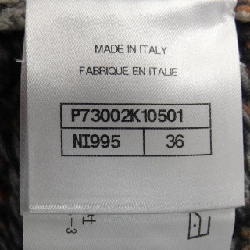 MADE IN ITALY
FABRIQUE EN ITALIE
P73002K10501
NI995 36